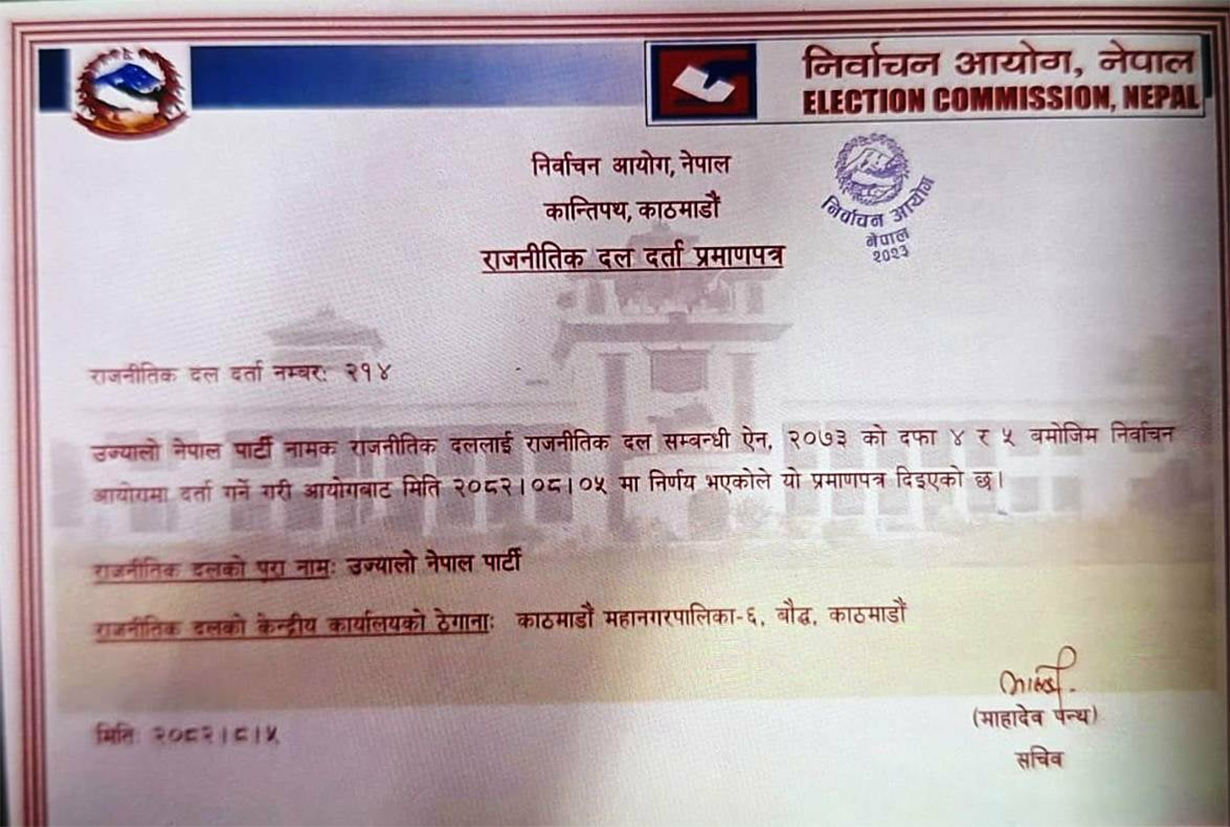 निर्वाचन आयोग, नेपाल
ELECTION COMMISSION, NEPAL
निर्वाचन आयोग, नेपाल
कान्तिपथ, काठमाडौं
राजनीतिक दल दर्ता प्रमाणपत्र
निर्वाचन आयोग
नेपाल
२०२३
राजनीतिक दल दर्ता नम्बरः २१४
उज्यालो नेपाल पार्टी नामक राजनीतिक दललाई राजनीतिक दल सम्बन्धी ऐन, २०७३ को दफा ४ र ५ बमोजिम निर्वाचन
आयोगमा दर्ता गर्ने गरी आयोगबाट मिति २०८२।०८।०५ मा निर्णय भएकोले यो प्रमाणपत्र दिइएको छ।
राजनीतिक दलको पूरा नामः उज्यालो नेपाल पार्टी
राजनीतिक दलको केन्द्रीय कार्यालयको ठेगानाः काठमाडौं महानगरपालिका-६, बौद्ध, काठमाडौं
(माहादेव पन्थ)
सचिव
मितिः २०८२।८।५